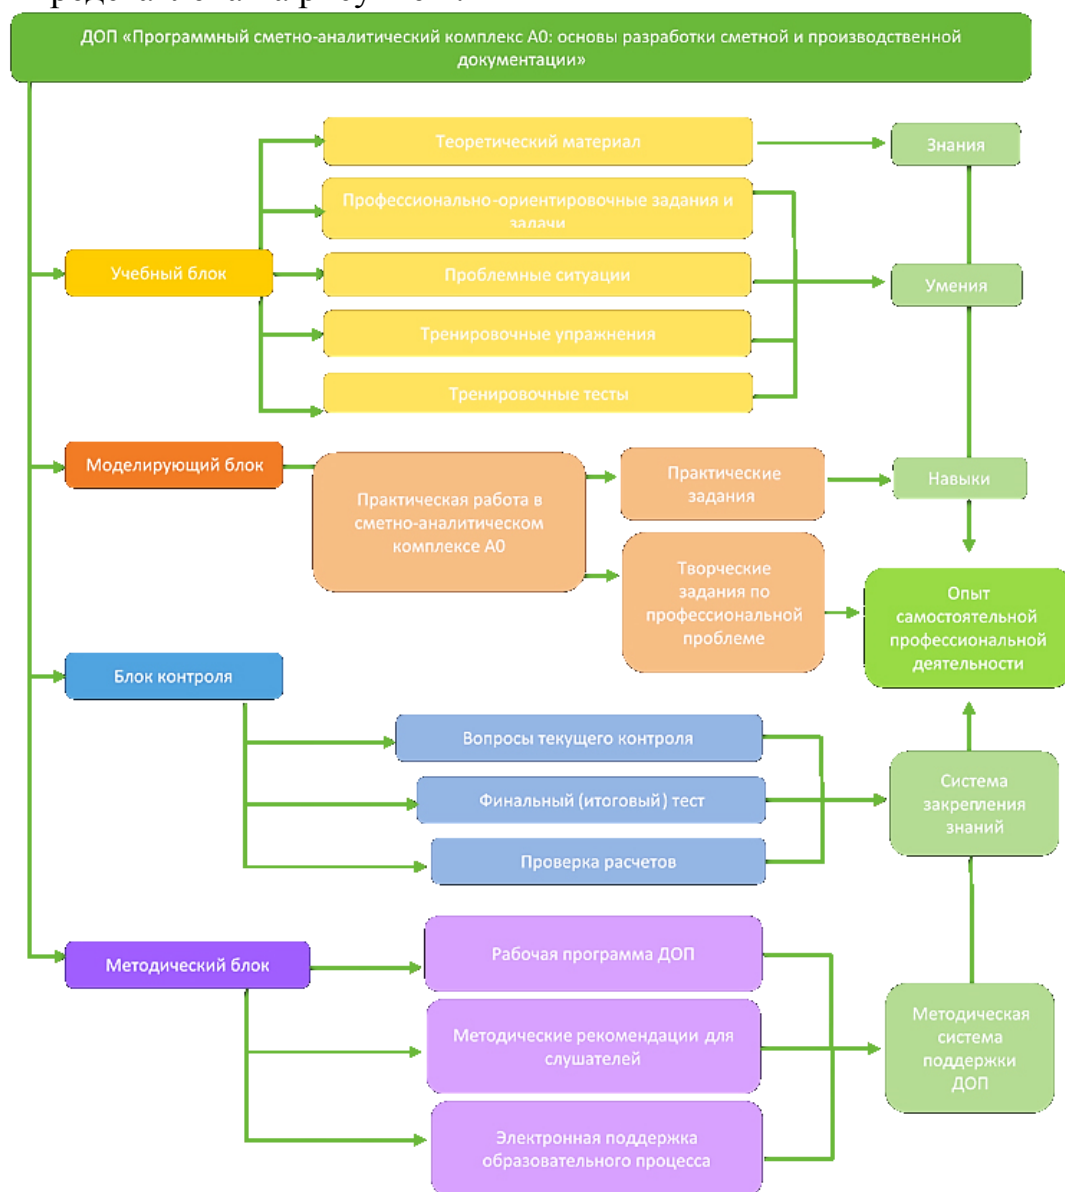 ДОП «Программный сметно-аналитический комплекс А0: основы разработки сметной и производственной
документации»
Теоретический материал
Знания
Профессионально-ориентировочные задания и
задачи
Учебный блок
Проблемные ситуации
Умения
Тренировочные упражнения
Тренировочные тесты
Моделирующий блок
Практическая работа в
сметно-аналитическом
комплексе А0
Практические
задания
Навыки
Творческие
задания по
профессиональной
проблеме
Опыт
самостоятельной
профессиональной
деятельности
Блок контроля
Вопросы текущего контроля
Финальный (итоговый) тест
Проверка расчетов
Система
закрепления
знаний
Методический блок
Рабочая программа ДОП
Методические рекомендации для
слушателей
Электронная поддержка
образовательного процесса
Методическая
система
поддержки
ДОП